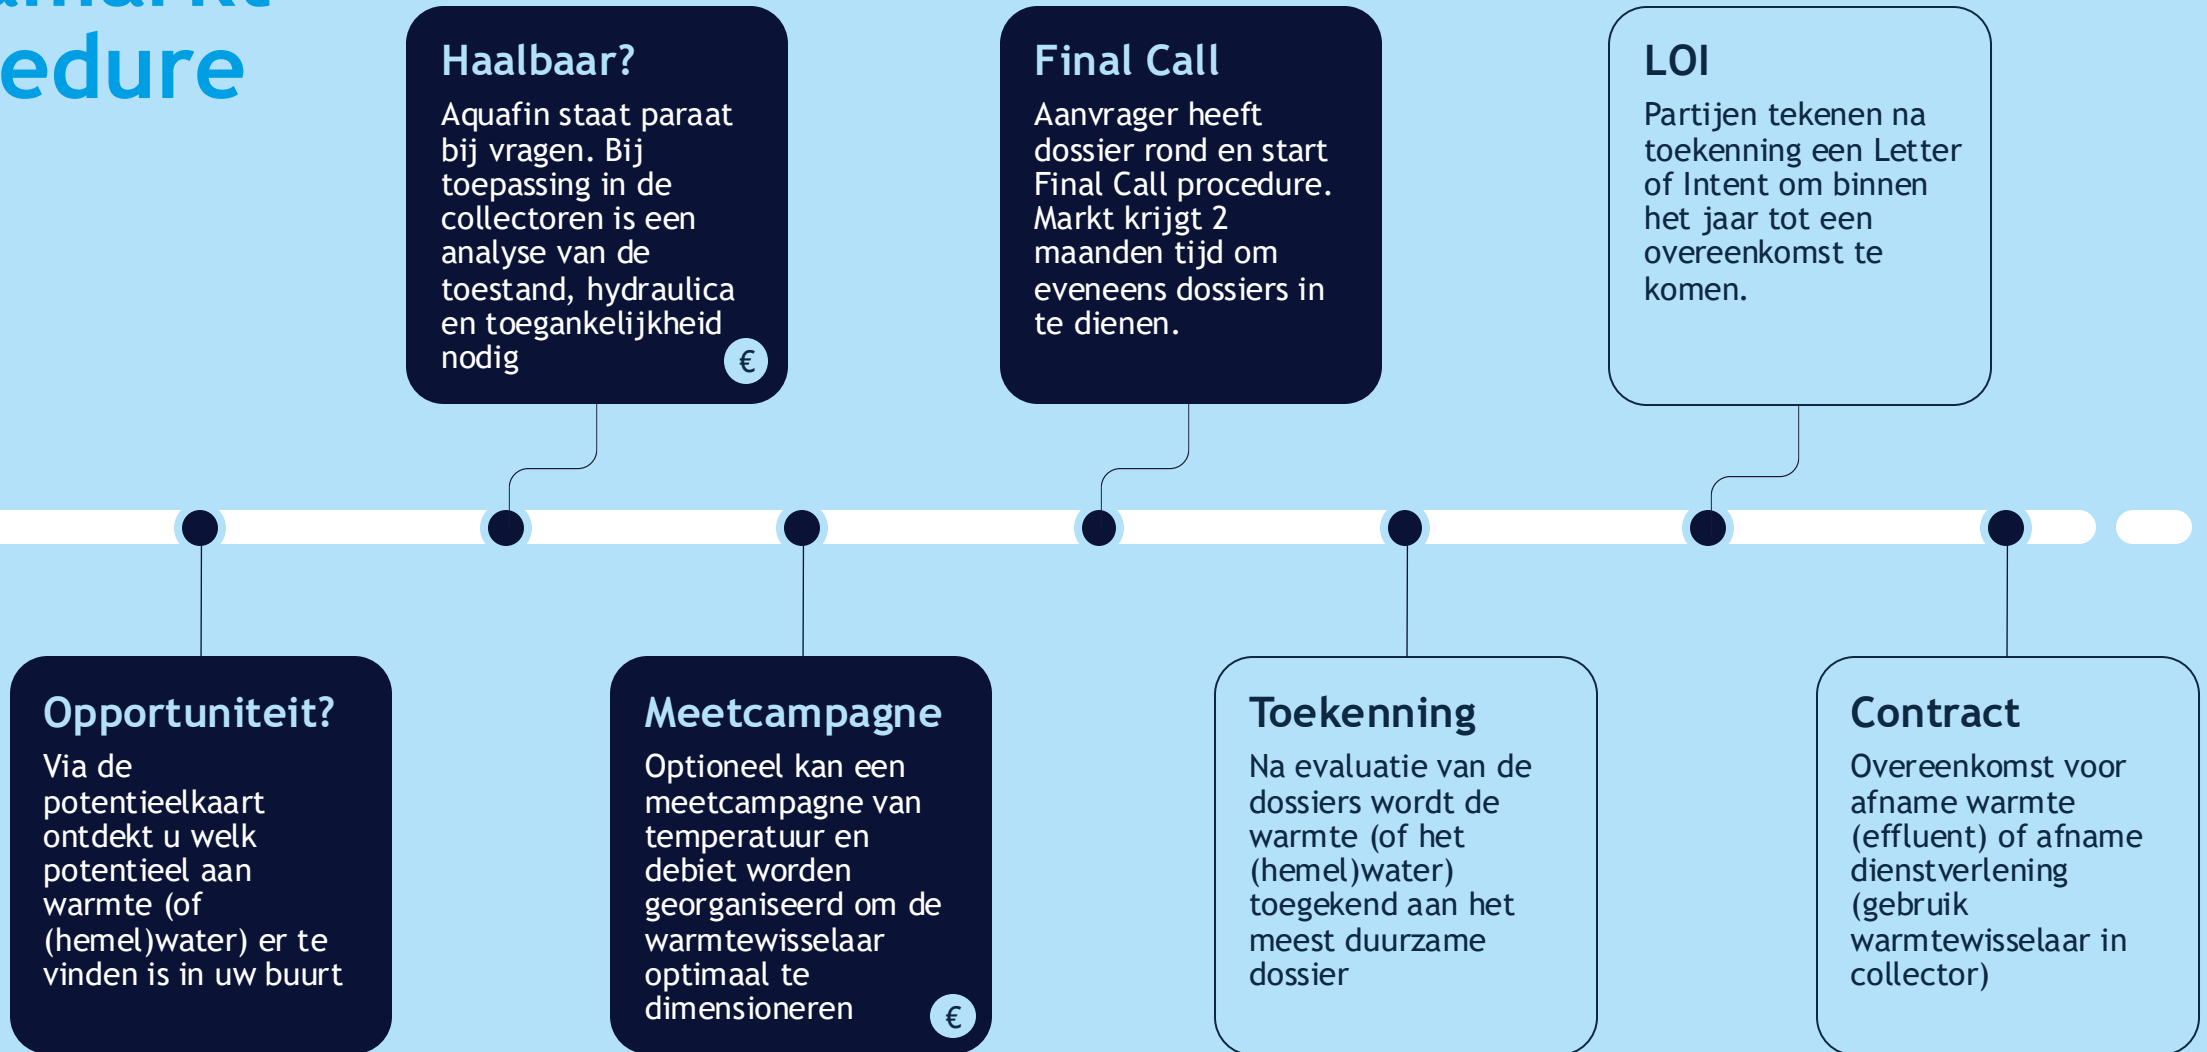 edure
Haalbaar?
Aquafin staat paraat
bij vragen. Bij
toepassing in de
collectoren is een
analyse van de
toestand, hydraulica
en toegankelijkheid
nodig
€
Final Call
Aanvrager heeft
dossier rond en start
Final Call procedure.
Markt krijgt 2
maanden tijd om
eveneens dossiers in
te dienen.
LOI
Partijen tekenen na
toekenning een Letter
of Intent om binnen
het jaar tot een
overeenkomst te
komen.
Opportuniteit?
Via de
potentieelkaart
ontdekt u welk
potentieel aan
warmte (of
(hemel)water) er te
vinden is in uw buurt
Meetcampagne
Optioneel kan een
meetcampagne van
temperatuur en
debiet worden
georganiseerd om de
warmtewisselaar
optimaal te
dimensioneren
€
Toekenning
Na evaluatie van de
dossiers wordt de
warmte (of het
(hemel)water)
toegekend aan het
meest duurzame
dossier
Contract
Overeenkomst voor
afname warmte
(effluent) of afname
dienstverlening
(gebruik
warmtewisselaar in
collector)